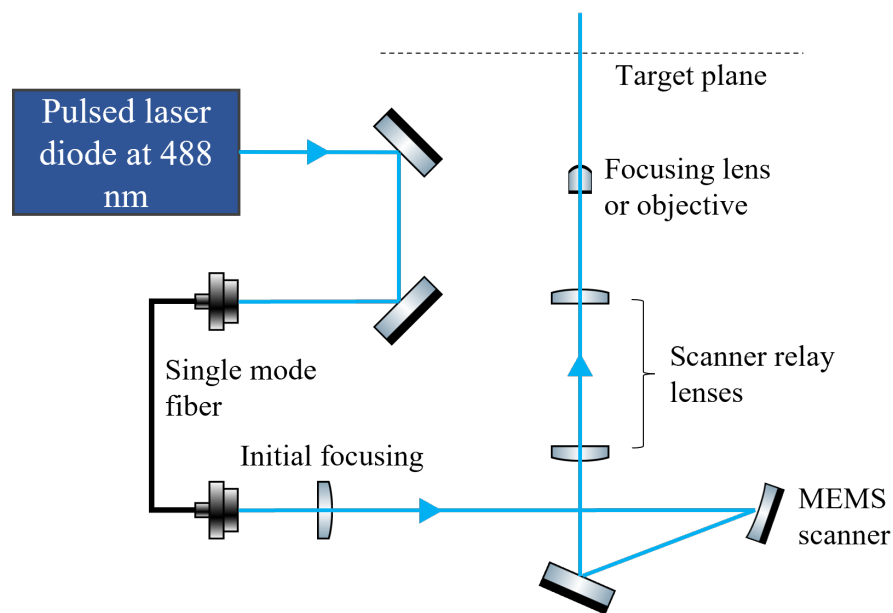 Pulsed laser
diode at 488
nm
Target plane
Focusing lens
or objective
Single mode
fiber
Scanner relay
lenses
Initial focusing
MEMS
scanner